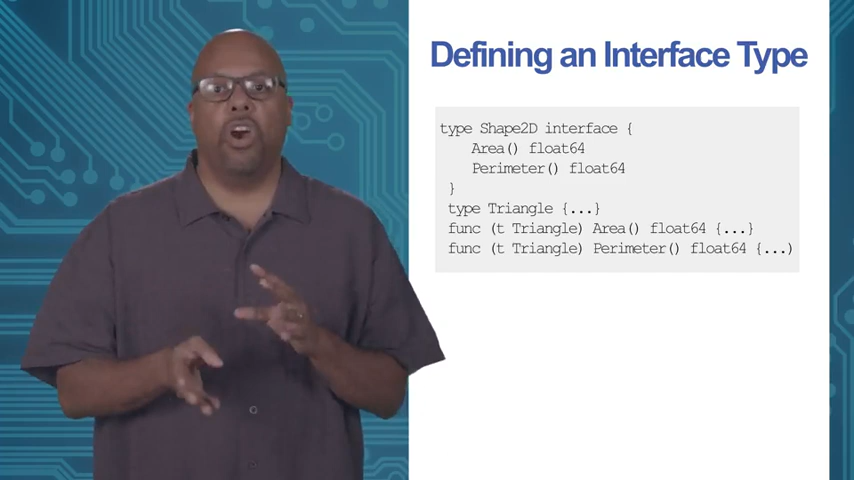 Defining an Interface Type
type Shape2D interface {
Area() float64
Perimeter() float64
}
type Triangle {...}
func (t Triangle) Area() float64 {...}
func (t Triangle) Perimeter() float64 {...)